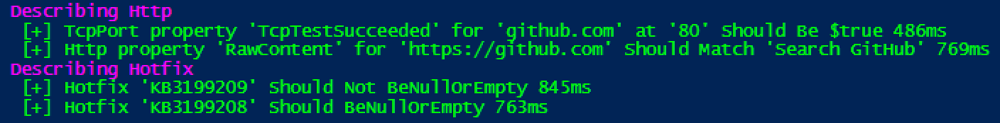 Describing Http
[+] TcpPort property 'TcpTestSucceeded' for 'github.com' at '80' Should Be $true 486ms
[+] Http property 'RawContent' for 'https://github.com' Should Match 'Search GitHub' 769ms
Describing Hotfix
[+] Hotfix 'KB3199209' Should Not BeNullOrEmpty 845ms
[+] Hotfix 'KB3199208' Should BeNullOrEmpty 763ms